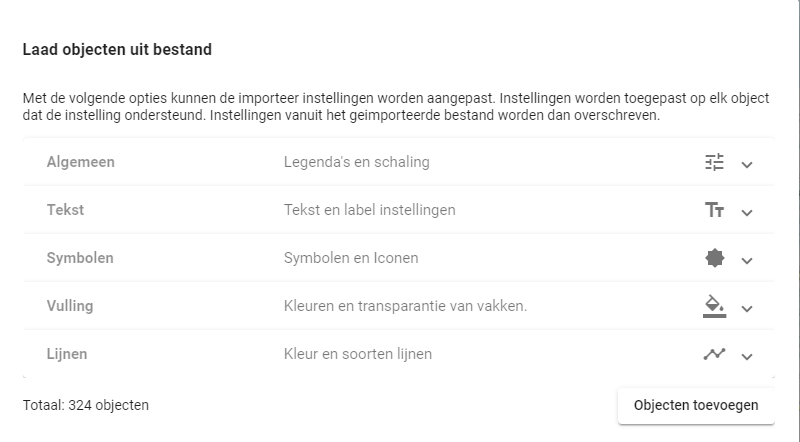 Laad objecten uit bestand
Met de volgende opties kunnen de importeer instellingen worden aangepast. Instellingen worden toegepast op elk object
dat de instelling ondersteund. Instellingen vanuit het geimporteerde bestand worden dan overschreven.
Algemeen Legenda's en schaling
Tekst Tekst en label instellingen
Symbolen Symbolen en Iconen
Vulling Kleuren en transparantie van vakken.
Lijnen Kleur en soorten lijnen
Totaal: 324 objecten Objecten toevoegen